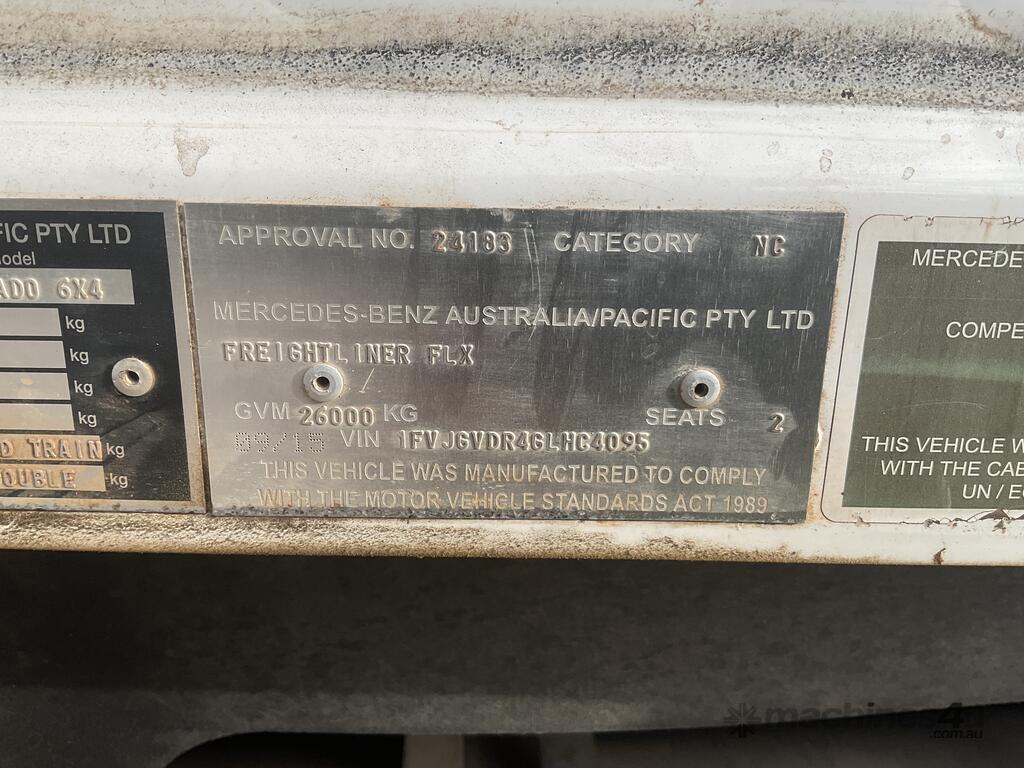 FIC PTY LTD
odel
ADO 6X4
kg
kg
kg
kg
D TRAIN kg
OUBLE -kg
APPROVAL NO. 24183 CATEGORY NC
MERCEDES-BENZ AUSTRALIA/PACIFIC PTY LTD
FREIGHTLINER FLX
GVM 26000 KG SEATS 2
09/15 VIN 1FVJGVDR4GLHC4095
THIS VEHICLE WAS MANUFACTURED TO COMPLY
WITH THE MOTOR VEHICLE STANDARDS ACT 1989
MERCEDE
COMPE
THIS VEHICLE W
WITH THE CAB
UN / E
machines4u
.com.au